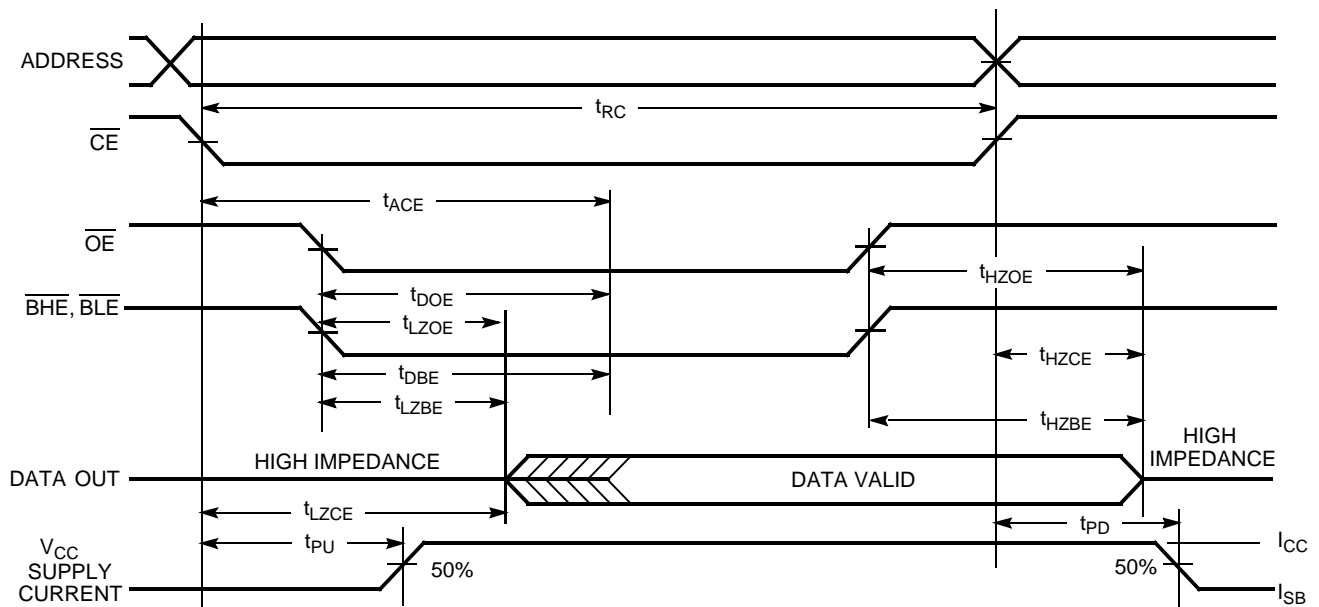 ADDRESS
tRC
CE
tACE
OE
tHZOE
tDOE
BHE, BLE
tLZOE
tHZCE
tDBE
tLZBE
tHZBE
HIGH IMPEDANCE
HIGH
IMPEDANCE
DATA OUT
DATA VALID
tLZCE
tPD
tPU
VCC
SUPPLY
CURRENT
50%
50%
ICC
ISB